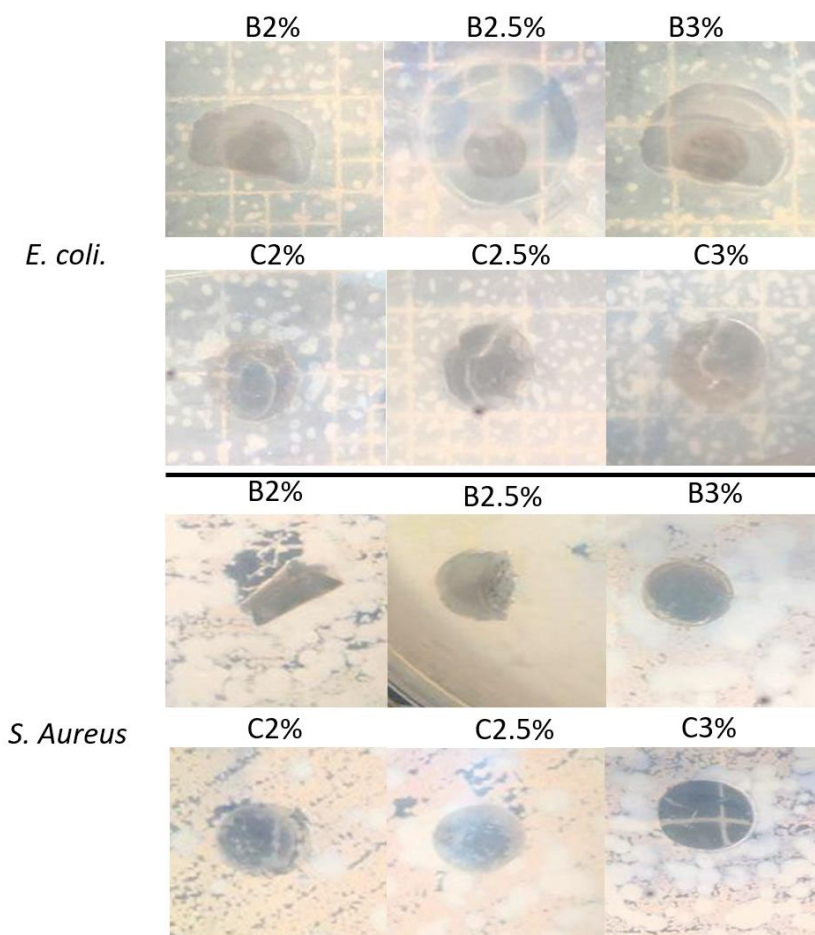 B2% B2.5% B3%
E. coli.
C2% C2.5% C3%
B2% B2.5% B3%
S. Aureus
C2% C2.5% C3%